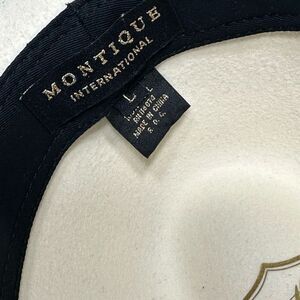 MONTIQUE
INTERNATIONAL
L L
MADE IN CHINA